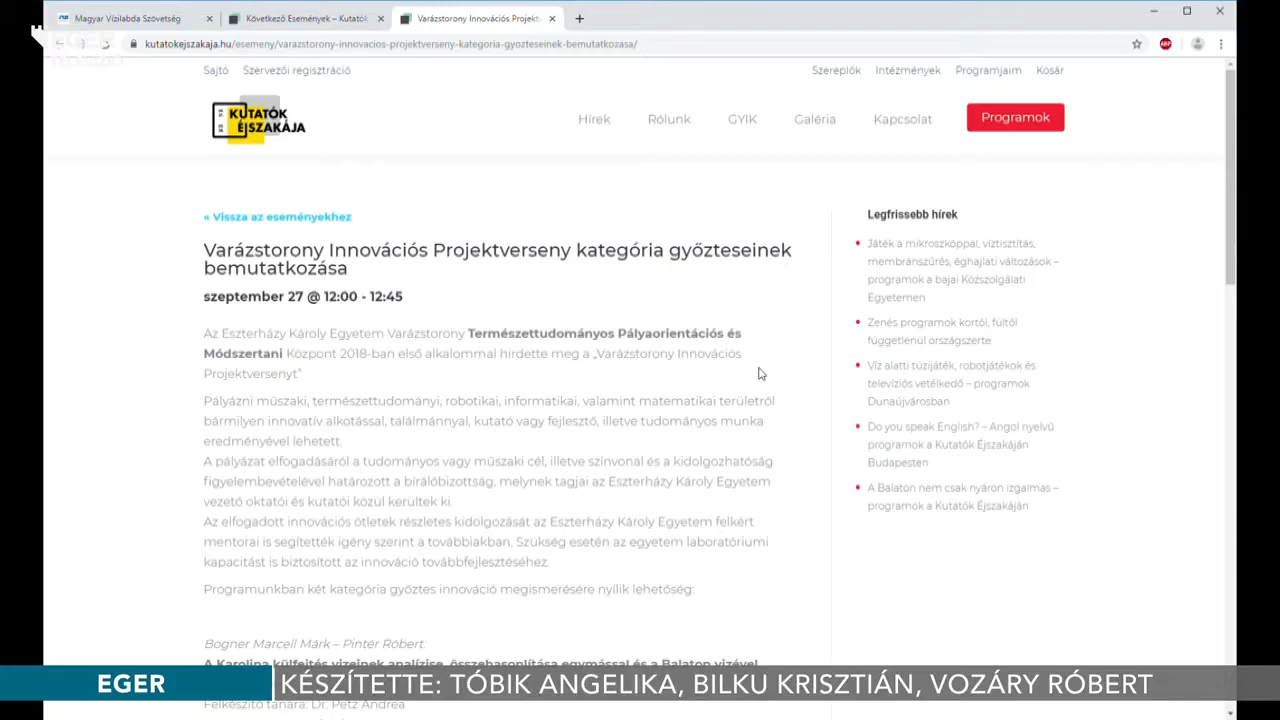 Magyar Vízilabda Szövetség
Következő Események – Kutatók
Varázstorony Innovációs Projektv
kutatokejszakaja.hu/esemeny/varazstorony-innovacios-projektverseny-kategoria-gyozteseinek-bemutatkozasa/
ABP
EGER
Sajtó Szervezői regisztráció
Szereplők Intézmények Programjaim Kosár
KUTATÓK
ÉJSZAKÁJA
Hírek Rólunk GYIK Galéria Kapcsolat Programok
« Vissza az eseményekhez
Varázstorony Innovációs Projektverseny kategória győzteseinek
bemutatkozása
szeptember 27 @ 12:00 - 12:45
Az Eszterházy Károly Egyetem Varázstorony Természettudományos Pályaorientációs és
Módszertani Központ 2018-ban első alkalommal hirdette meg a „Varázstorony Innovációs
Projektversenyt”
Pályázni műszaki, természettudományi, robotikai, informatikai, valamint matematikai területről
bármilyen innovatív alkotással, találmánnyal, kutató vagy fejlesztő, illetve tudományos munka
eredményével lehetett.
A pályázat elfogadásáról a tudományos vagy műszaki cél, illetve színvonal és a kidolgozhatóság
figyelembevételével határozott a bírálóbizottság, melynek tagjai az Eszterházy Károly Egyetem
vezető oktatói és kutatói közül kerültek ki.
Az elfogadott innovációs ötletek részletes kidolgozását az Eszterházy Károly Egyetem felkért
mentorai is segítették igény szerint a továbbiakban. Szükség esetén az egyetem laboratóriumi
kapacitást is biztosított az innováció továbbfejlesztéséhez.
Programunkban két kategória győztes innováció megismerésére nyílik lehetőség:
Bogner Marcell Márk – Pintér Róbert:
A Karolina külfejtés vizeinek analízise, összehasonlítása egymással és a Balaton vizével
Felkészítő tanára: Dr. Petz Andrea
Legfrissebb hírek
Játék a mikroszkóppal, víztisztítás,
membránszűrés, éghajlati változások –
programok a bajai Közszolgálati
Egyetemen
Zenés programok kortól, fültől
függetlenül országszerte
Víz alatti tűzijáték, robotjátékok és
televíziós vetélkedő – programok
Dunaújvárosban
Do you speak English? – Angol nyelvű
programok a Kutatók Éjszakáján
Budapesten
A Balaton nem csak nyáron izgalmas –
programok a Kutatók Éjszakáján
EGER
KÉSZÍTETTE: TÓBIK ANGELIKA, BILKU KRISZTIÁN, VOZÁRY RÓBERT